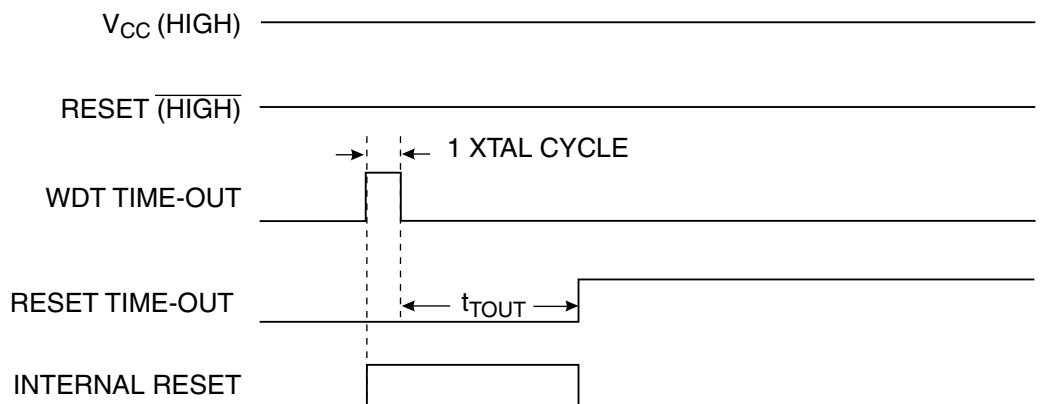 VCC (HIGH)
RESET (HIGH)
1 XTAL CYCLE
WDT TIME-OUT
RESET TIME-OUT
tTOUT
INTERNAL RESET